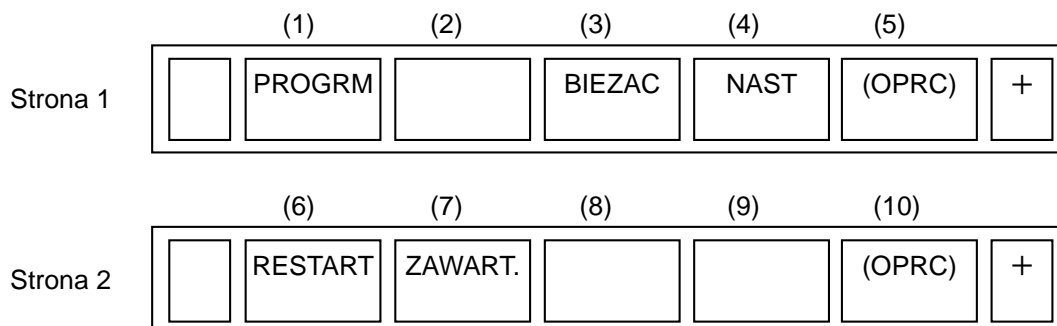 (1) (2) (3) (4) (5)
Strona 1 PROGRM BIEZAC NAST (OPRC) +
(6) (7) (8) (9) (10)
Strona 2 RESTART ZAWART. (OPRC) +